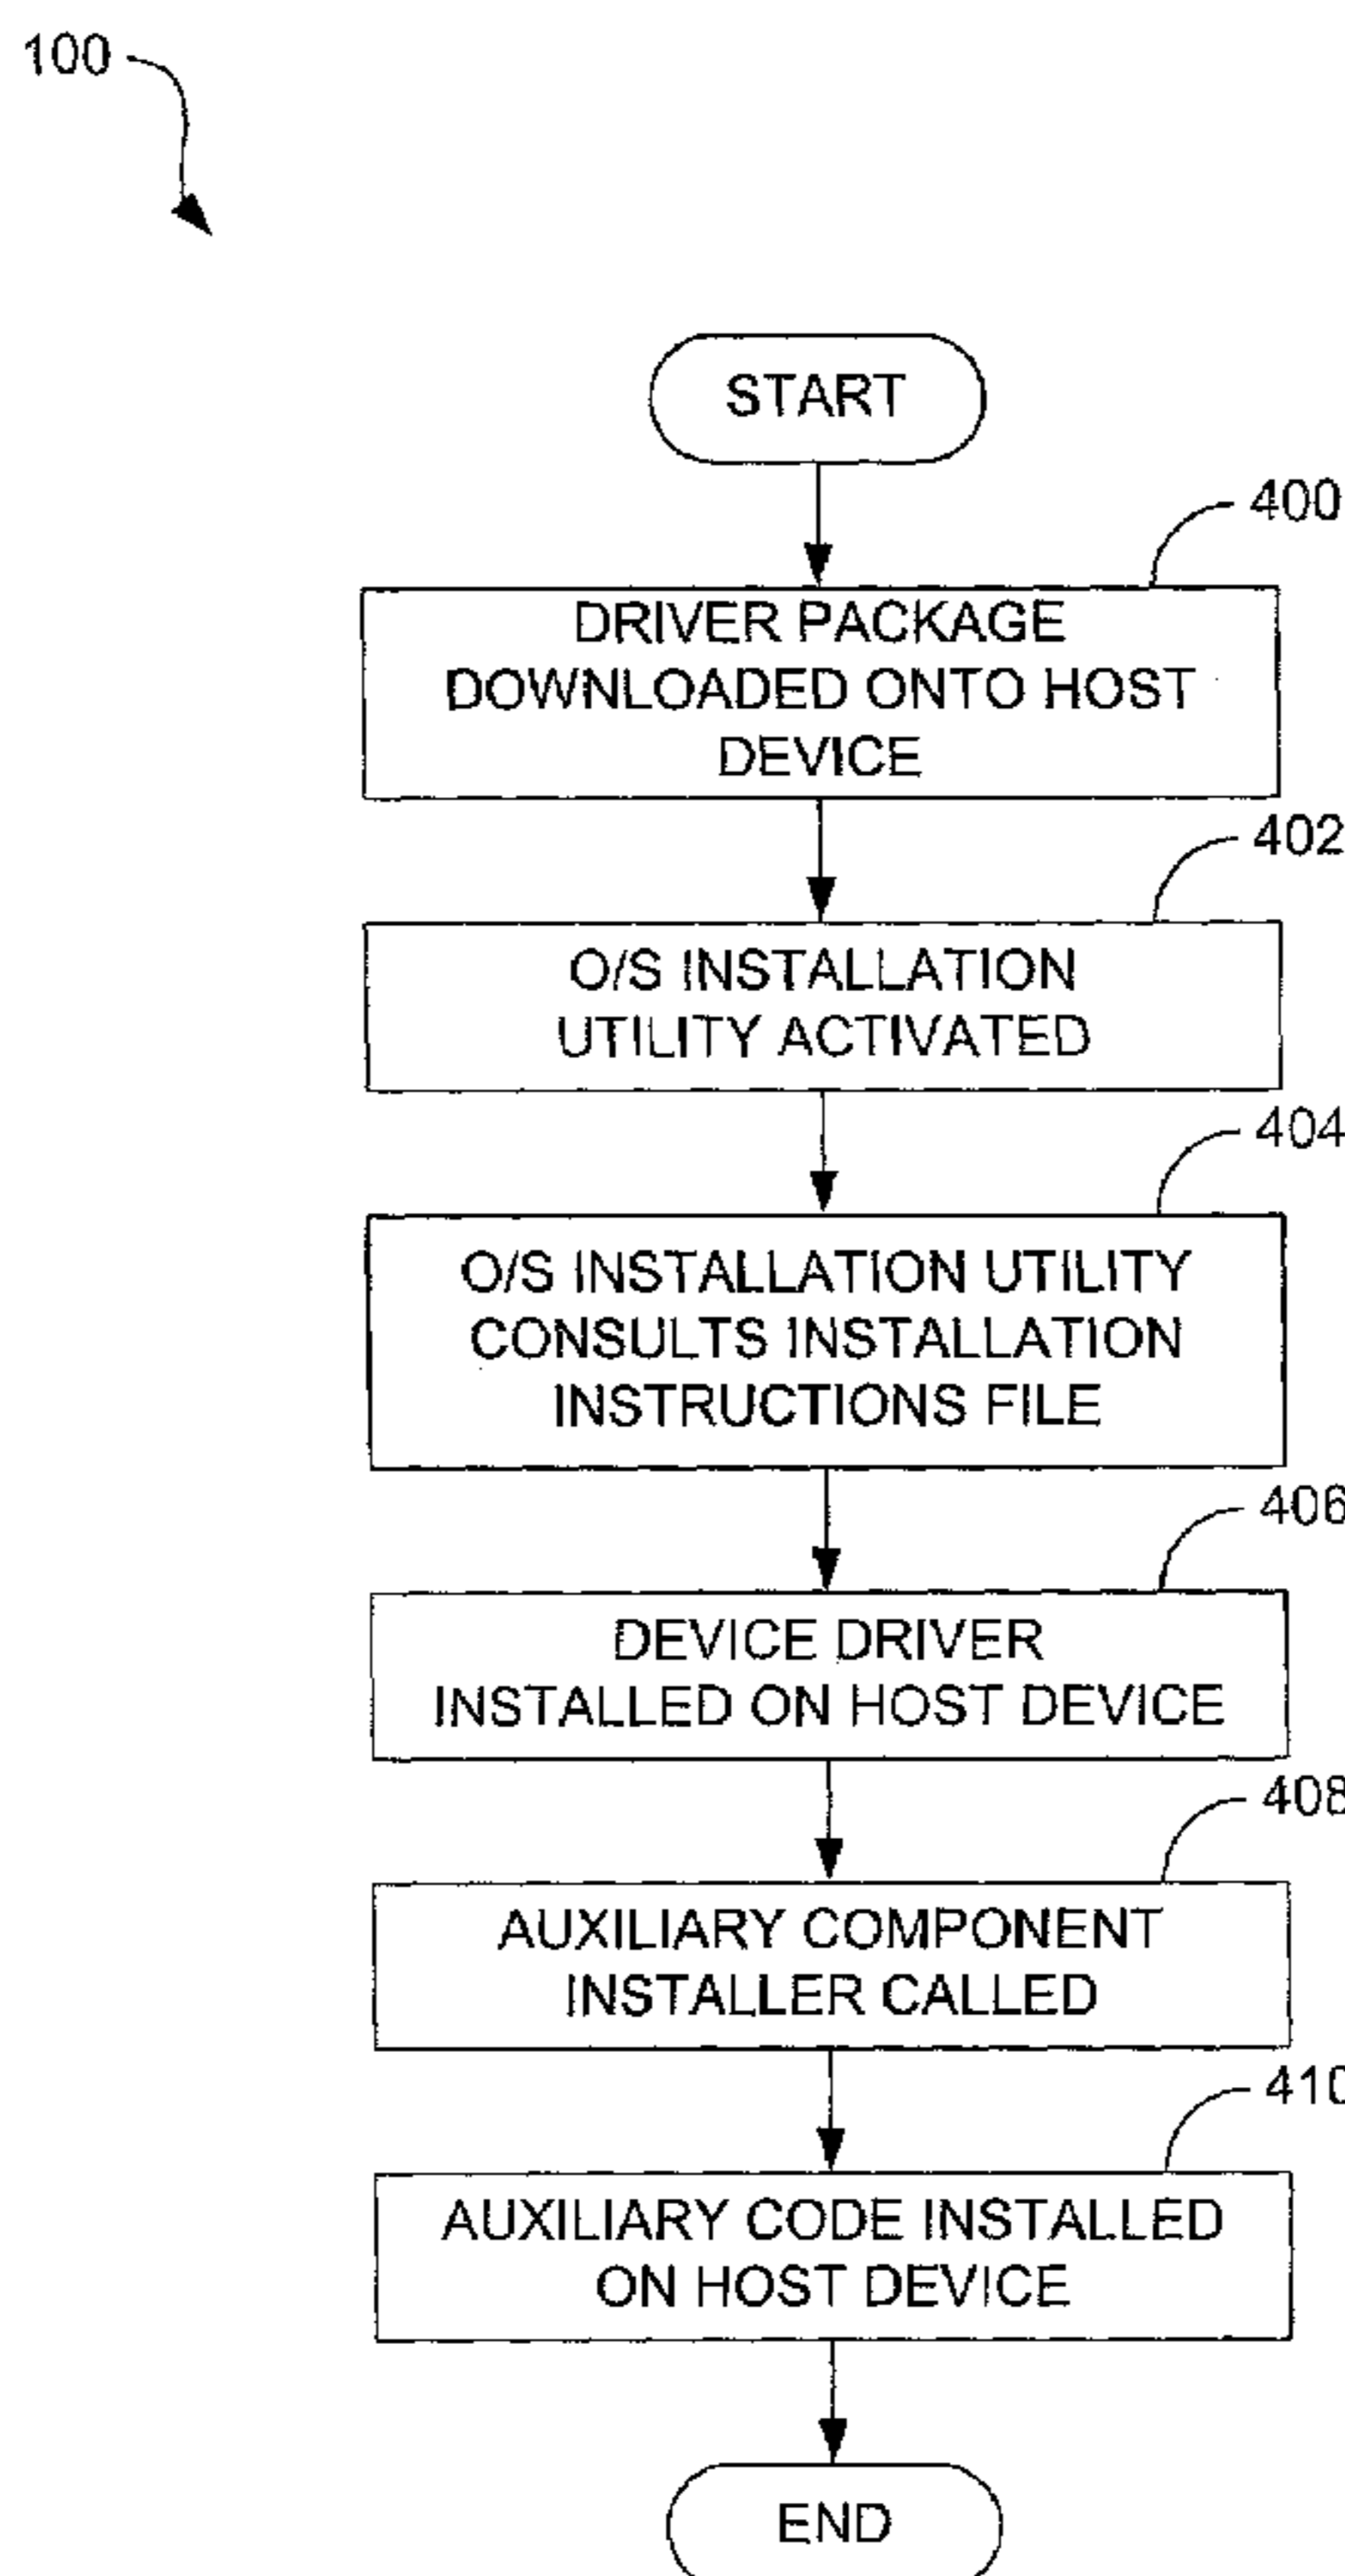 100
START
400
DRIVER PACKAGE
DOWNLOADED ONTO HOST
DEVICE
402
O/S INSTALLATION
UTILITY ACTIVATED
404
O/S INSTALLATION UTILITY
CONSULTS INSTALLATION
INSTRUCTIONS FILE
406
DEVICE DRIVER
INSTALLED ON HOST DEVICE
408
AUXILIARY COMPONENT
INSTALLER CALLED
410
AUXILIARY CODE INSTALLED
ON HOST DEVICE
END